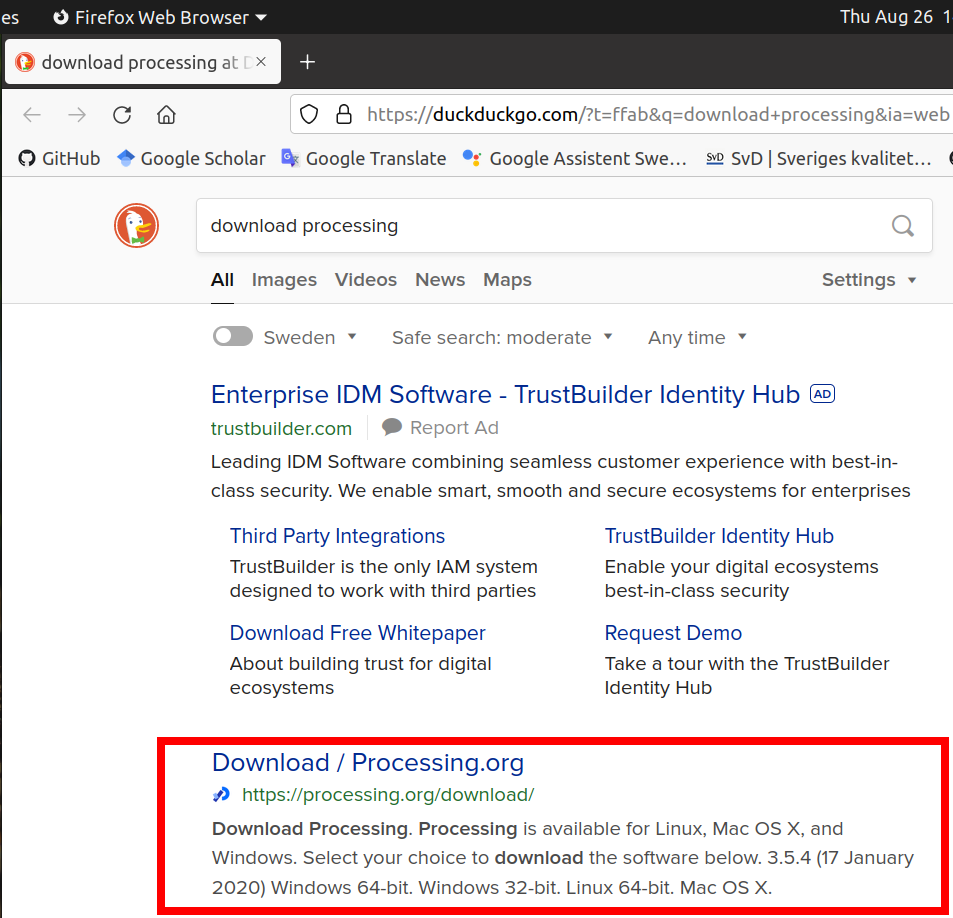 es Firefox Web Browser Thu Aug 26 1
download processing at D
https://duckduckgo.com/?t=ffab&q=download+processing&ia=web
GitHub Google Scholar Google Translate Google Assistent Swe… SvD SvD | Sveriges kvalitet…
download processing
All Images Videos News Maps Settings
Sweden Safe search: moderate Any time
Enterprise IDM Software - TrustBuilder Identity Hub AD
trustbuilder.com Report Ad
Leading IDM Software combining seamless customer experience with best-in-
class security. We enable smart, smooth and secure ecosystems for enterprises
Third Party Integrations
TrustBuilder is the only IAM system
designed to work with third parties
TrustBuilder Identity Hub
Enable your digital ecosystems
best-in-class security
Download Free Whitepaper
About building trust for digital
ecosystems
Request Demo
Take a tour with the TrustBuilder
Identity Hub
Download / Processing.org
https://processing.org/download/
Download Processing. Processing is available for Linux, Mac OS X, and
Windows. Select your choice to download the software below. 3.5.4 (17 January
2020) Windows 64-bit. Windows 32-bit. Linux 64-bit. Mac OS X.